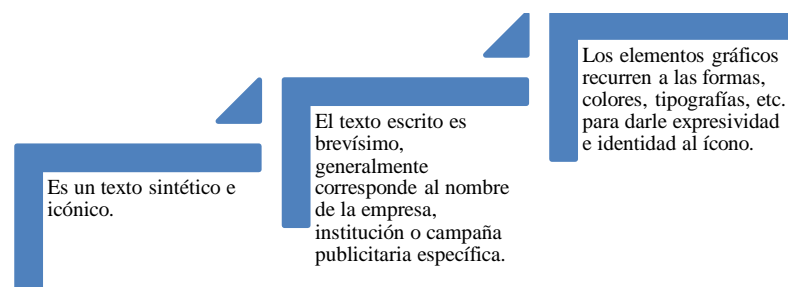 Es un texto sintético e
icónico.
El texto escrito es
brevísimo,
generalmente
corresponde al nombre
de la empresa,
institución o campaña
publicitaria específica.
Los elementos gráficos
recurren a las formas,
colores, tipografías, etc.
para darle expresividad
e identidad al ícono.